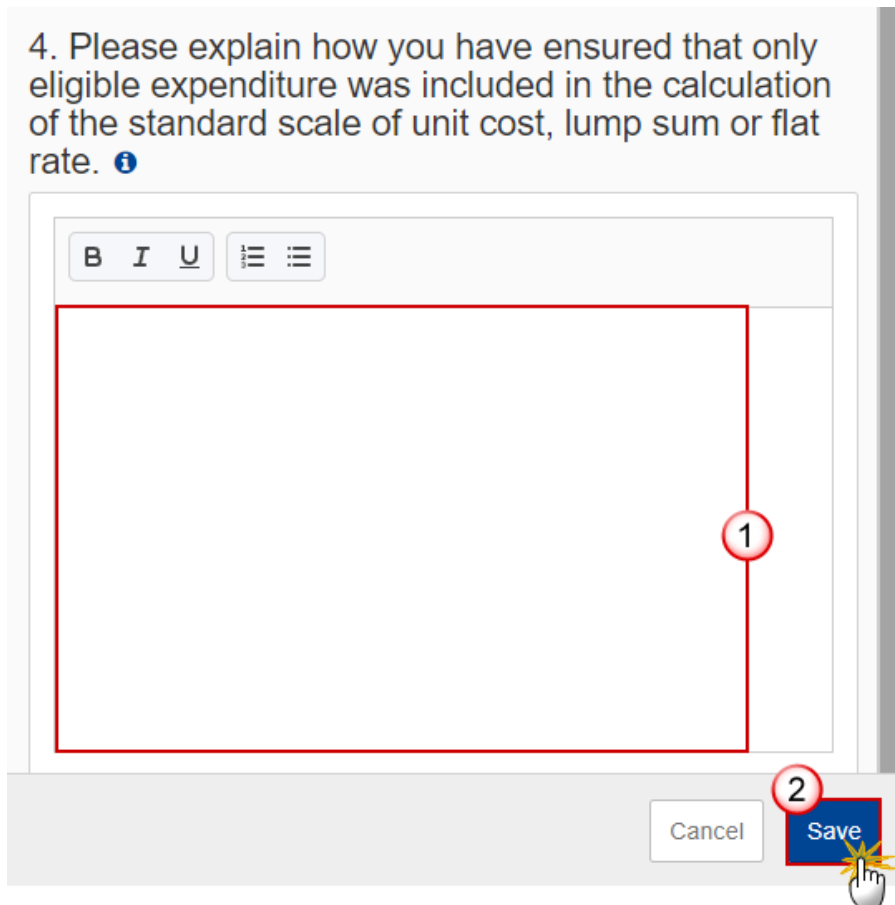 4. Please explain how you have ensured that only
eligible expenditure was included in the calculation
of the standard scale of unit cost, lump sum or flat
rate.
B I U
1
2
Cancel Save